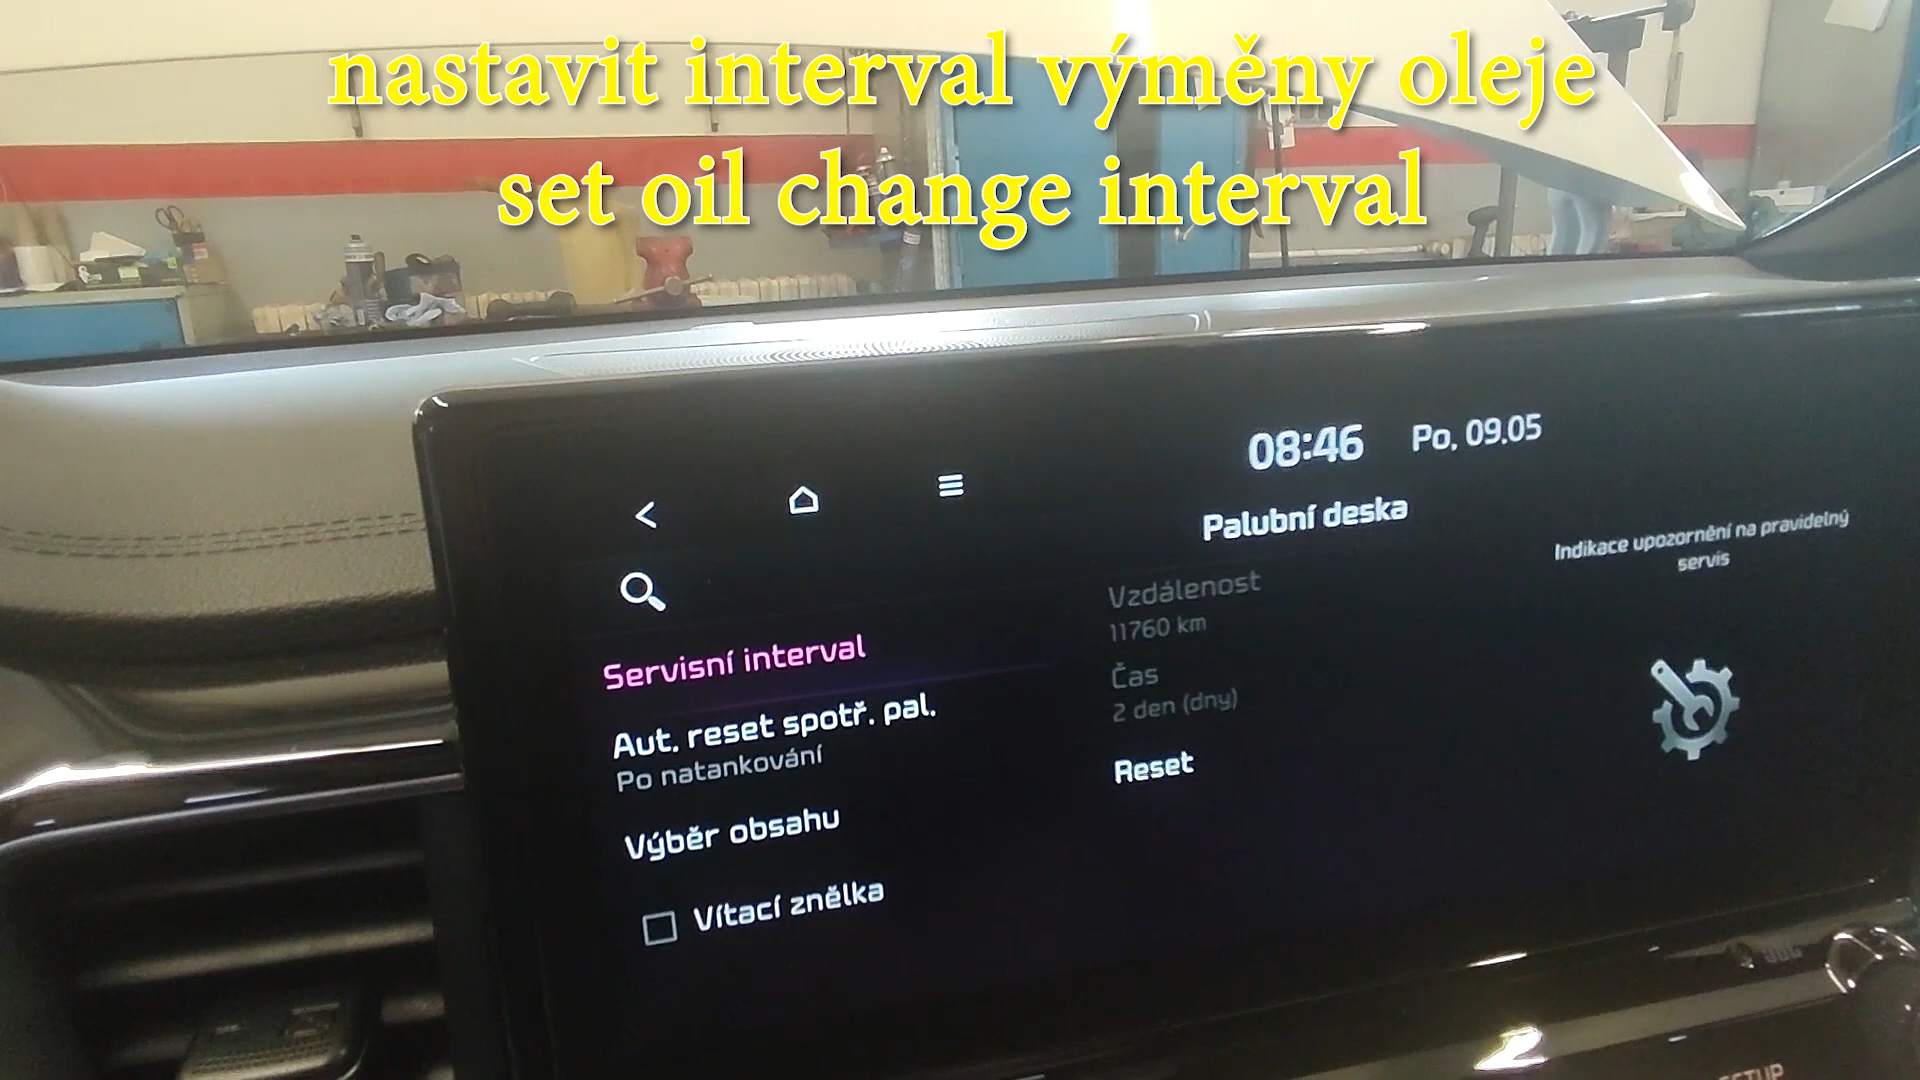 nastavit interval výměny oleje
set oil change interval
08:46 Po, 09.05
Palubní deska
Servisní interval
Aut. reset spotř. pal.
Po natankování
Výběr obsahu
Vítací znělka
Vzdálenost
11760 km
Čas
2 den (dny)
Reset
Indikace upozornění na pravidelný
servis